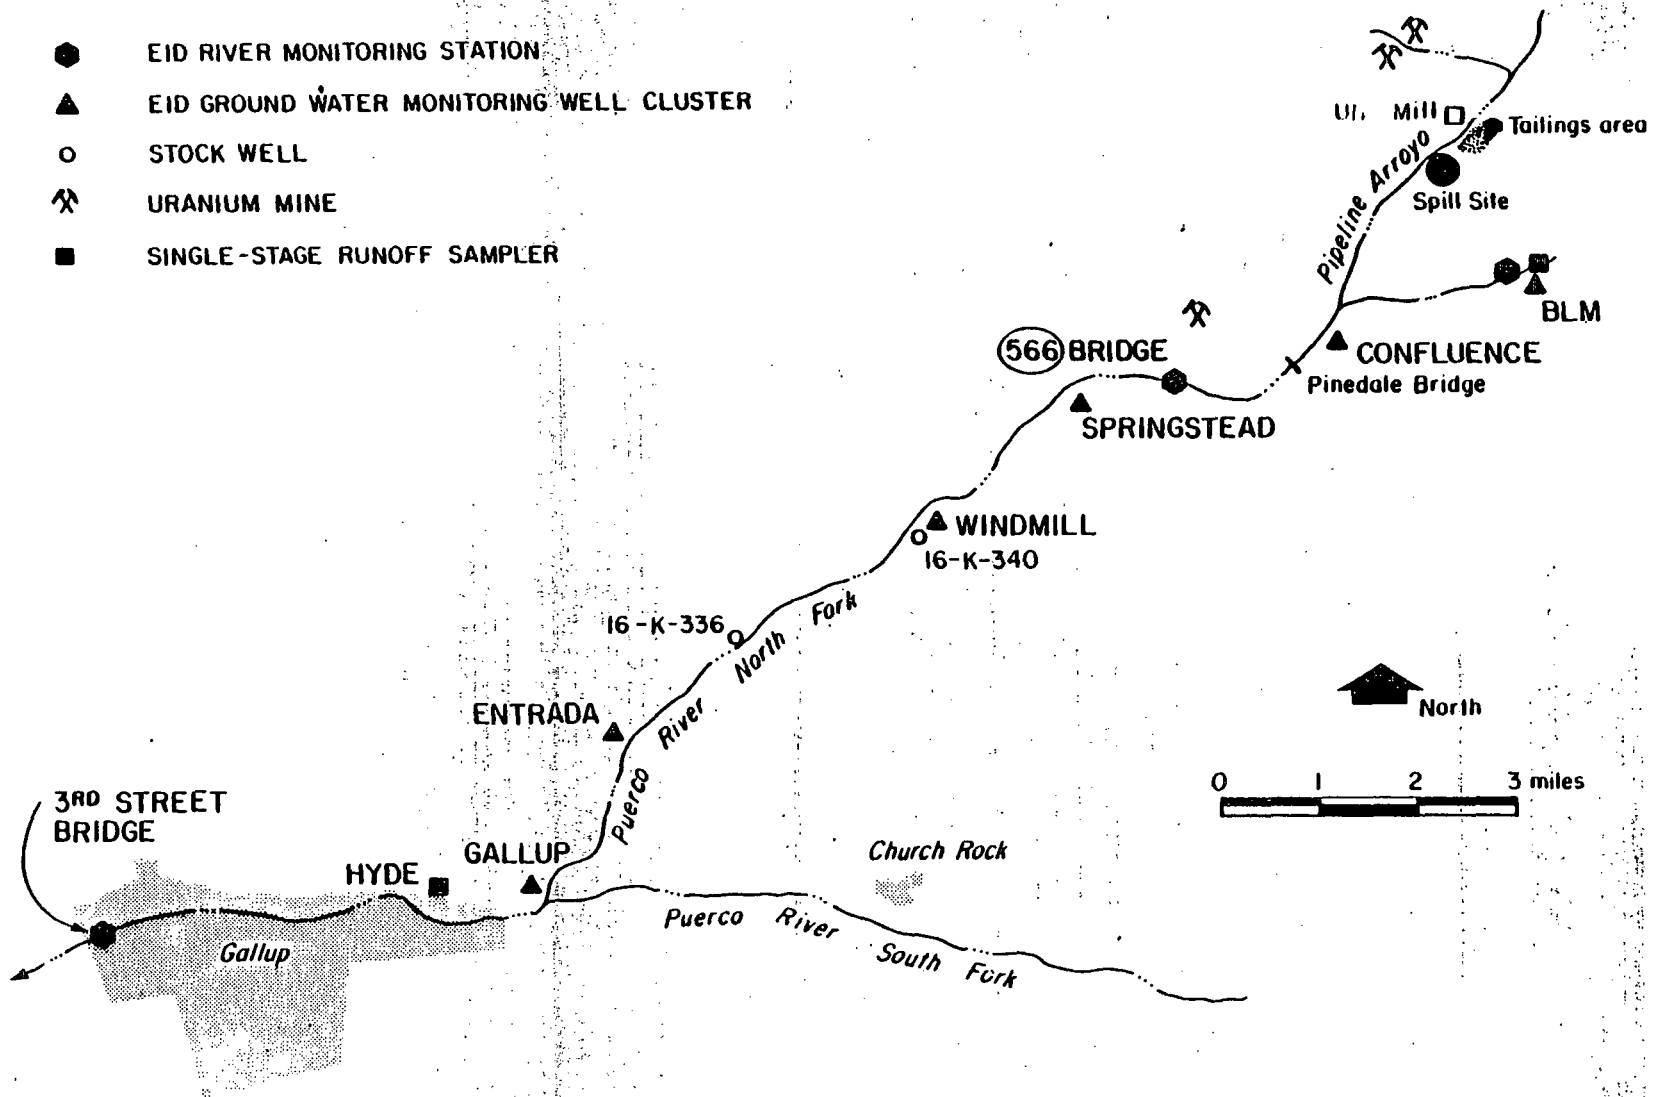 EID RIVER MONITORING STATION
EID GROUND WATER MONITORING WELL CLUSTER
STOCK WELL
URANIUM MINE
SINGLE-STAGE RUNOFF SAMPLER
Mill
Tailings area
Pipeline Arroyo
Spill Site
BLM
566 BRIDGE
CONFLUENCE
Pinedale Bridge
SPRINGSTEAD
WINDMILL
16-K-340
16-K-336
Puerco River North Fork
ENTRADA
North
0 1 2 3 miles
3RD STREET
BRIDGE
GALLUP
HYDE
Church Rock
Puerco River South Fork
Gallup